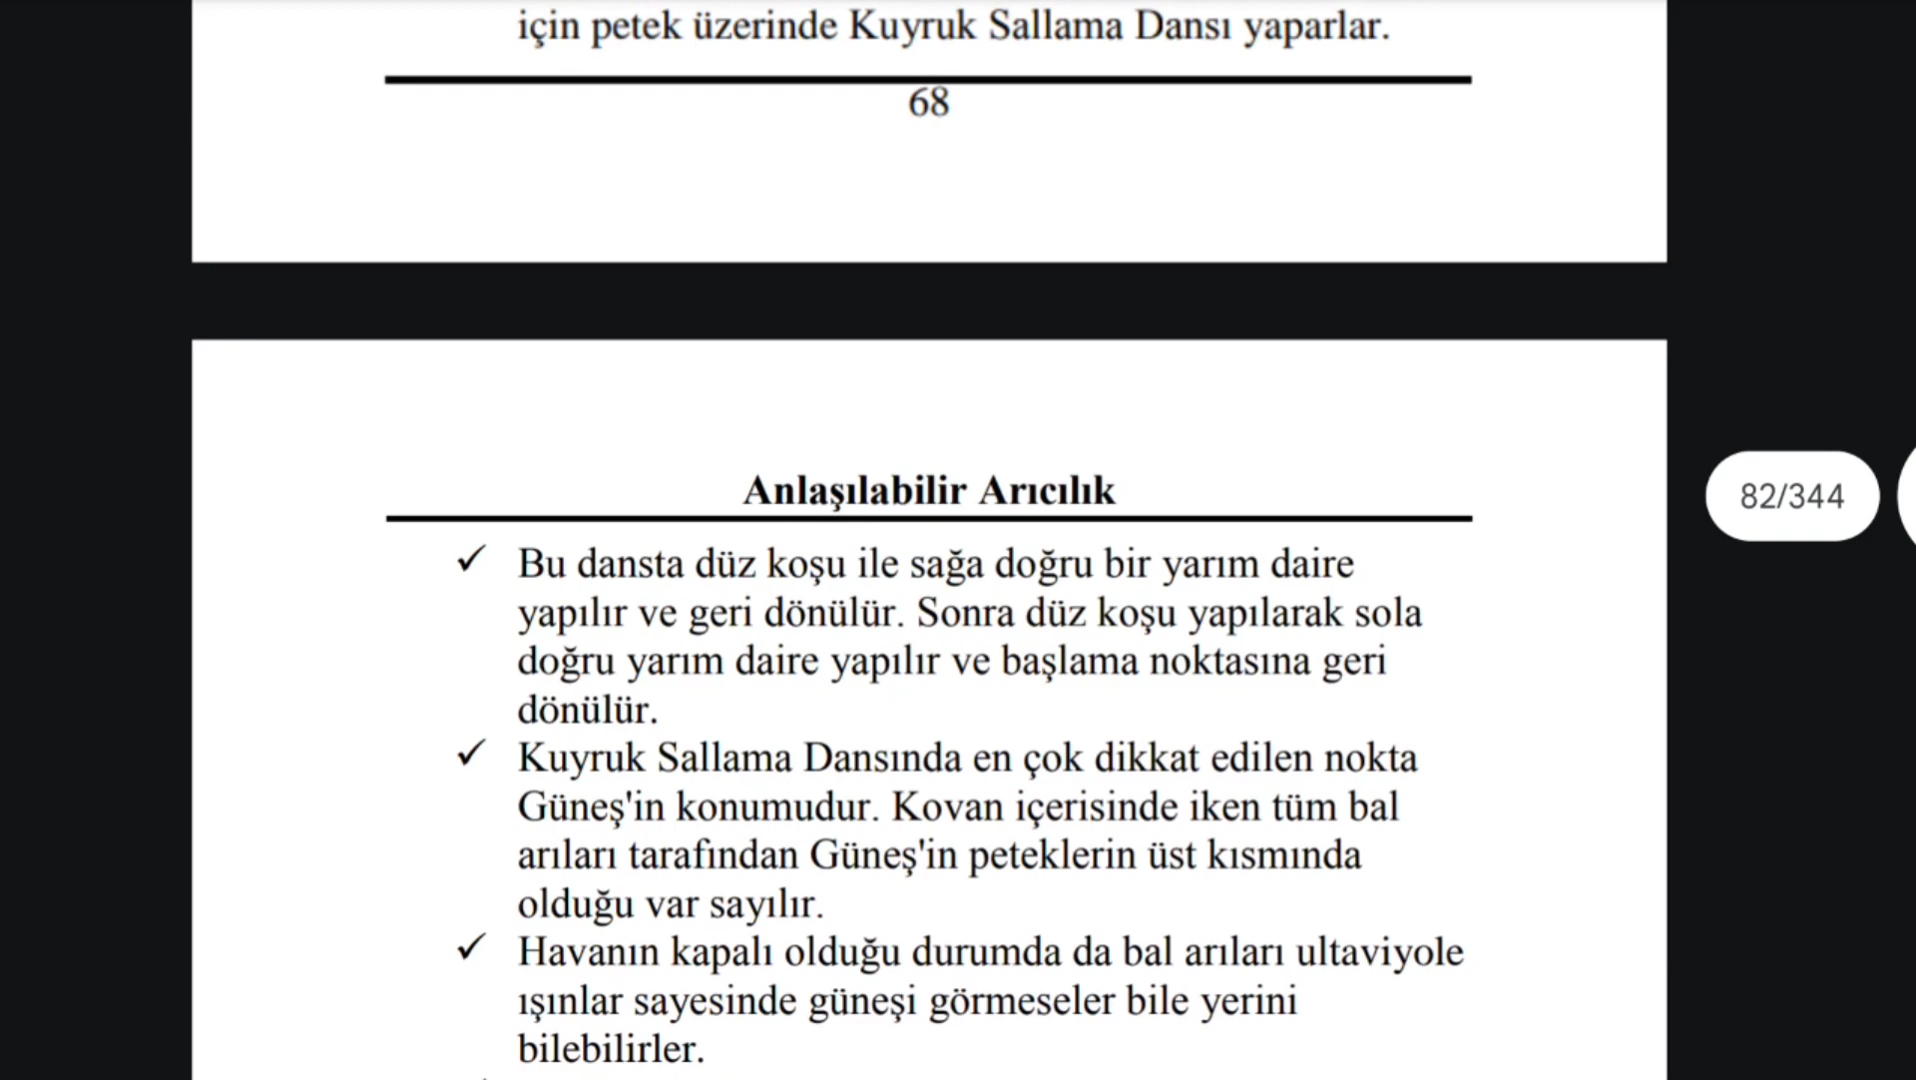 için petek üzerinde Kuyruk Sallama Dansı yaparlar.
68
Anlaşılabilir Arıcılık
82/344
✓ Bu dansta düz koşu ile sağa doğru bir yarım daire
yapılır ve geri dönülür. Sonra düz koşu yapılarak sola
doğru yarım daire yapılır ve başlama noktasına geri
dönülür.
✓ Kuyruk Sallama Dansında en çok dikkat edilen nokta
Güneş'in konumudur. Kovan içerisinde iken tüm bal
arıları tarafından Güneş'in peteklerin üst kısmında
olduğu var sayılır.
✓ Havanın kapalı olduğu durumda da bal arıları ultaviyole
ışınlar sayesinde güneşi görmeseler bile yerini
bilebilirler.